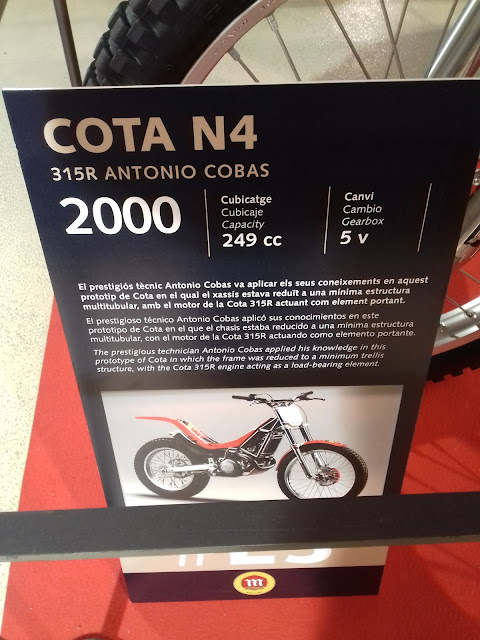 COTA N4
315R ANTONIO COBAS
2000
Cubicatge
Cubicaje
Capacity
249 cc
Canvi
Cambio
Gearbox
5 v
El prestigiós tècnic Antonio Cobas va aplicar els seus coneixements en aquest
prototip de Cota en el qual el xassís estava reduït a una mínima estructura
multitubular, amb el motor de la Cota 315R actuant com element portant.
El prestigioso técnico Antonio Cobas aplicó sus conocimientos en este
prototipo de Cota en el que el chasis estaba reducido a una mínima estructura
multitubular, con el motor de la Cota 315R actuando como elemento portante.
The prestigious technician Antonio Cobas applied his knowledge in this
prototype of Cota in which the frame was reduced to a minimum trellis
structure, with the Cota 315R engine acting as a load-bearing element.